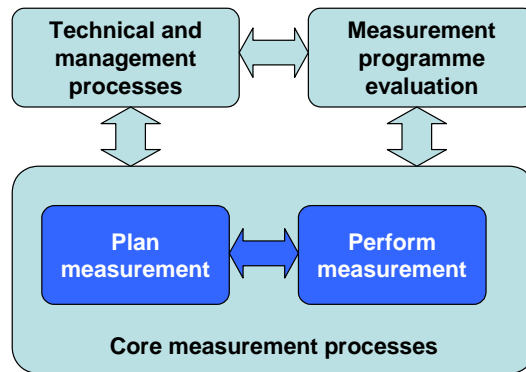 Technical and
management
processes
Measurement
programme
evaluation
Plan
measurement
Perform
measurement
Core measurement processes